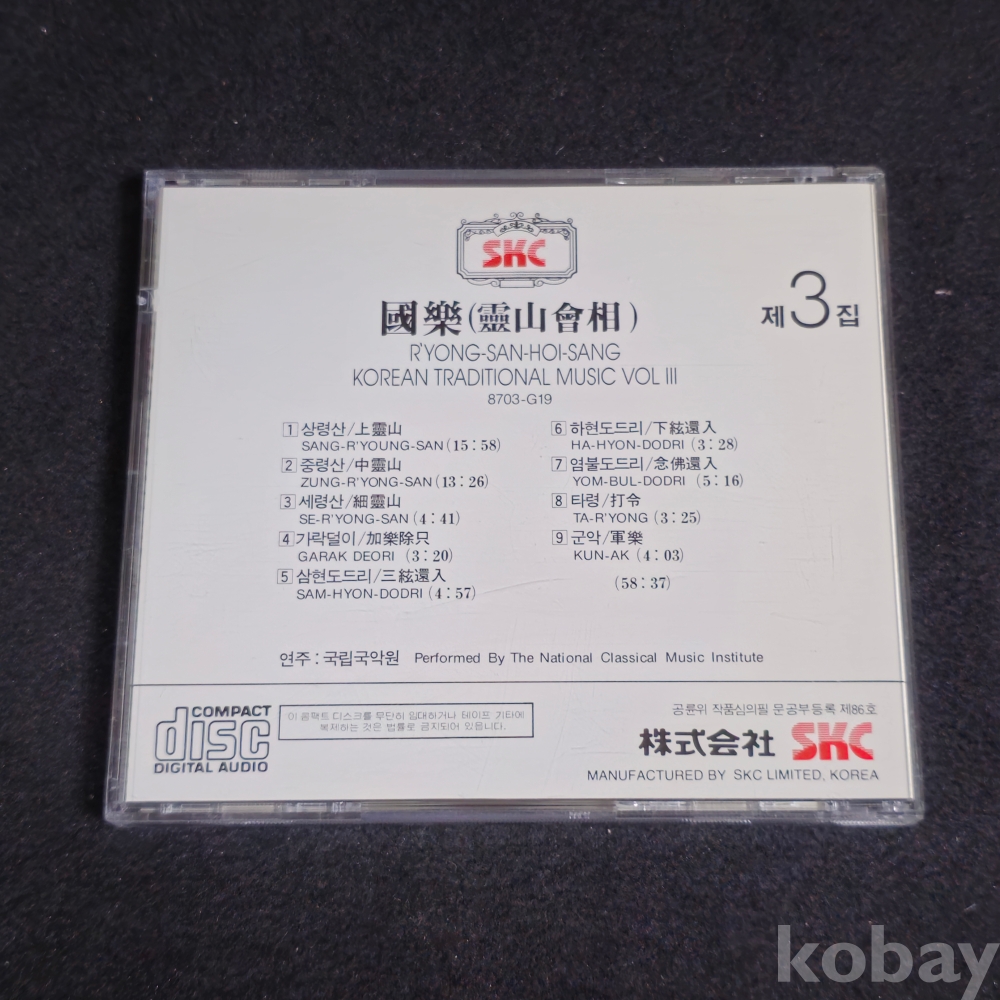 SKC
國樂(靈山會相)
제3집
R'YONG-SAN-HOI-SANG
KOREAN TRADITIONAL MUSIC VOL III
8703-G19
1 상령산/上靈山
SANG-R'YOUNG-SAN(15:58)
2 중령산/中靈山
ZUNG-R'YONG-SAN(13:26)
3 세령산/細靈山
SE-R'YONG-SAN(4:41)
4 가락덜이/加樂除只
GARAK DEORI (3:20)
5 삼현도드리/三絃還入
SAM-HYON-DODRI(4:57)
6 하현도드리/下絃還入
HA-HYON-DODRI(3:28)
7 염불도드리/念佛還入
YOM-BUL-DODRI (5:16)
8 타령/打令
TA-R'YONG (3:25)
9 군악/軍樂
KUN-AK (4:03)
(58:37)
연주:국립국악원 Performed By The National Classical Music Institute
COMPACT
disc
DIGITAL AUDIO
이 콤팩트 디스크를 무단히 임대하거나 테이프 기타에
복제하는 것은 법률로 금지되어 있읍니다.
공륜위 작품심의필 문공부등록 제86호
株式会社 SKC
MANUFACTURED BY SKC LIMITED, KOREA
kobay